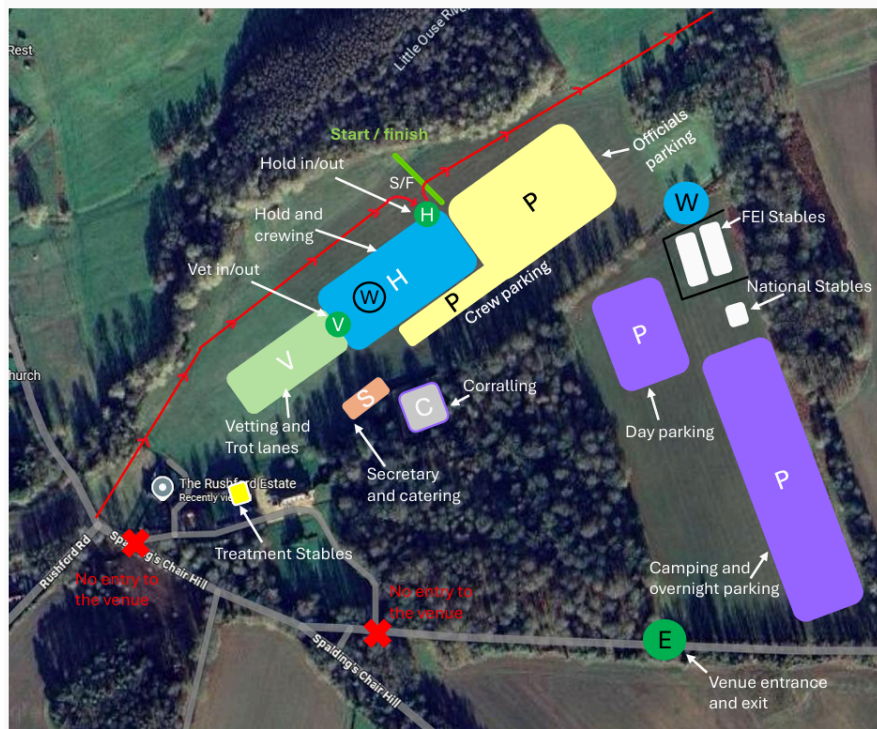 Little Ouse River
Rest
Start / finish
Officials
parking
Hold in/out
S/F
H
P
W
FEI Stables
Hold and
crewing
H
W
Vet in/out
V
P
Crew parking
National Stables
P
V
S
C
Corralling
Day parking
Vetting and
Trot lanes
Secretary
and catering
P
The Rushford Estate
Treatment Stables
Rushford Rd
Spalding's Chair Hill
No entry to
the venue
No entry to
the venue
Camping and
overnight parking
Spalding's Chair Hill
E
Venue entrance
and exit